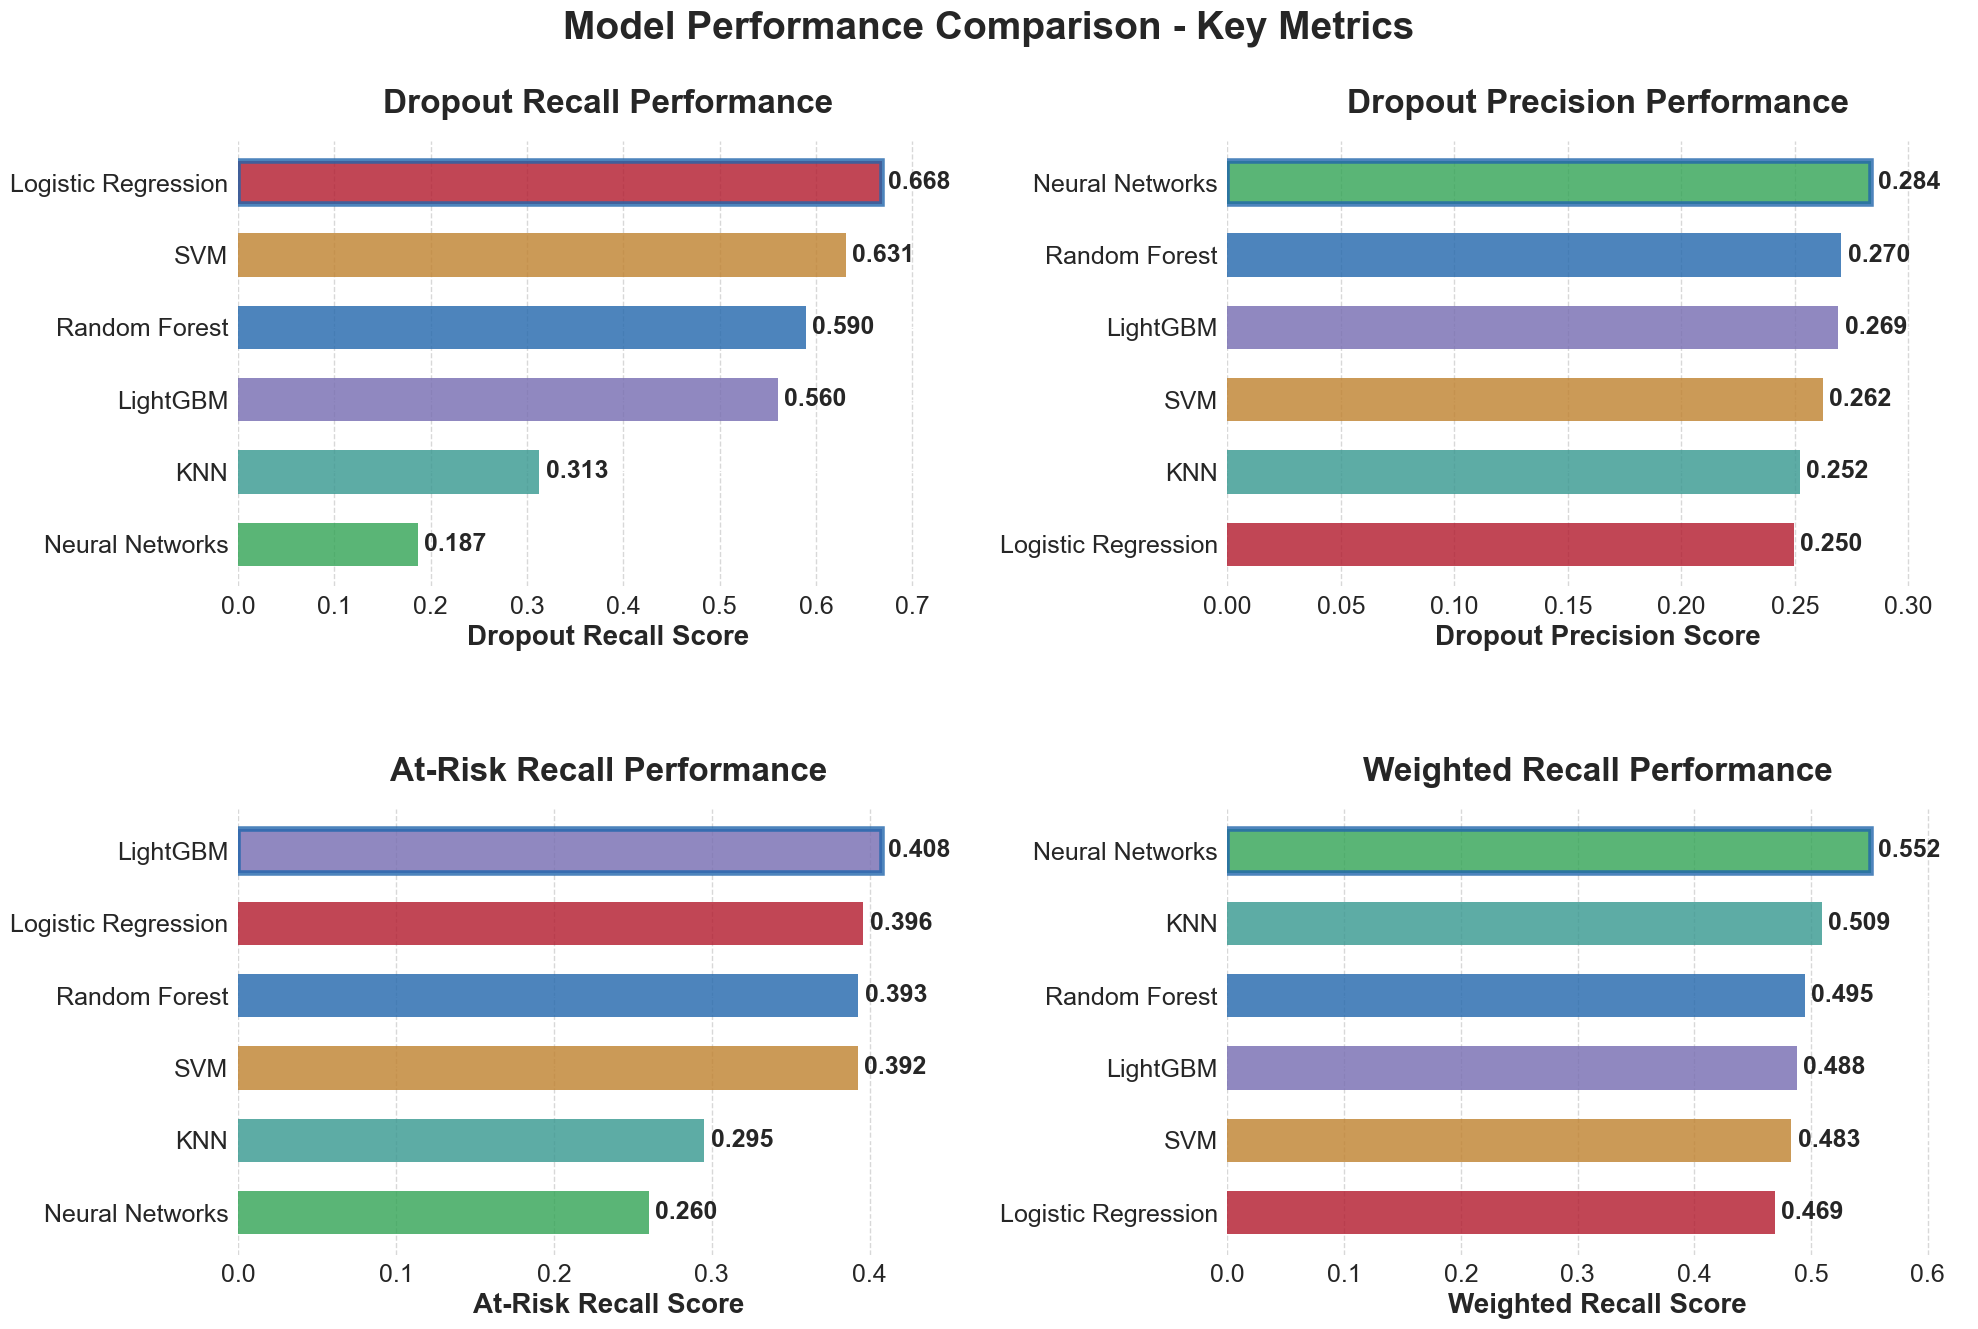 Model Performance Comparison - Key Metrics
Dropout Recall Performance
Logistic Regression 0.668
SVM 0.631
Random Forest 0.590
LightGBM 0.560
KNN 0.313
Neural Networks 0.187
0.0 0.1 0.2 0.3 0.4 0.5 0.6 0.7
Dropout Recall Score
Dropout Precision Performance
Neural Networks 0.284
Random Forest 0.270
LightGBM 0.269
SVM 0.262
KNN 0.252
Logistic Regression 0.250
0.00 0.05 0.10 0.15 0.20 0.25 0.30
Dropout Precision Score
At-Risk Recall Performance
LightGBM 0.408
Logistic Regression 0.396
Random Forest 0.393
SVM 0.392
KNN 0.295
Neural Networks 0.260
0.0 0.1 0.2 0.3 0.4
At-Risk Recall Score
Weighted Recall Performance
Neural Networks 0.552
KNN 0.509
Random Forest 0.495
LightGBM 0.488
SVM 0.483
Logistic Regression 0.469
0.0 0.1 0.2 0.3 0.4 0.5 0.6
Weighted Recall Score